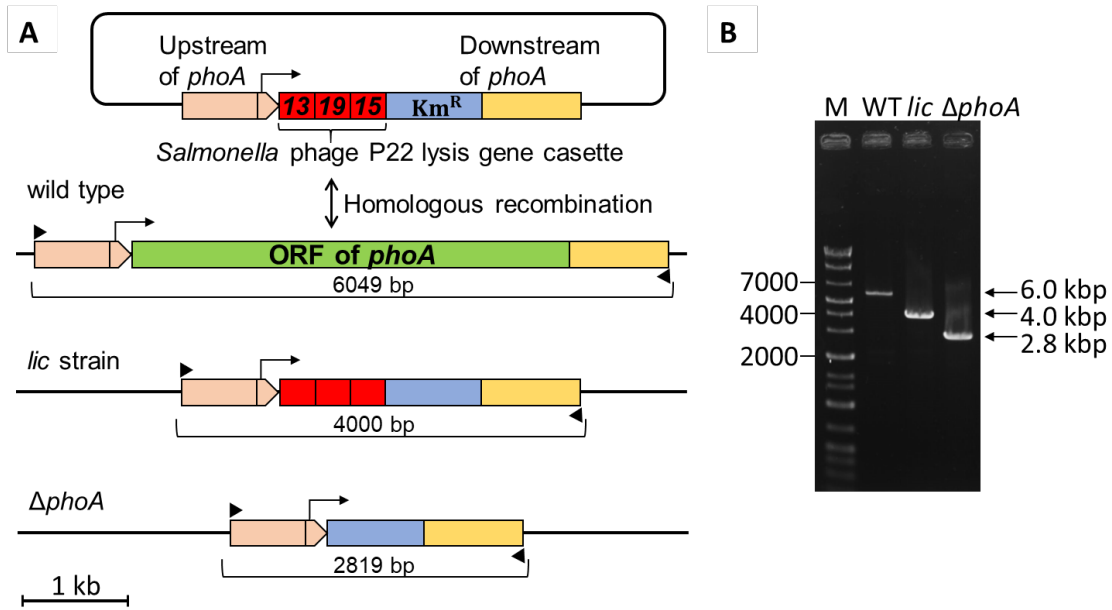 A
Upstream
of phoA
Downstream
of phoA
13 19 15 Kmᴿ
Salmonella phage P22 lysis gene casette
wild type
Homologous recombination
ORF of phoA
6049 bp
lic strain
4000 bp
ΔphoA
2819 bp
1 kb
B
M WT lic ΔphoA
7000
4000
2000
6.0 kbp
4.0 kbp
2.8 kbp